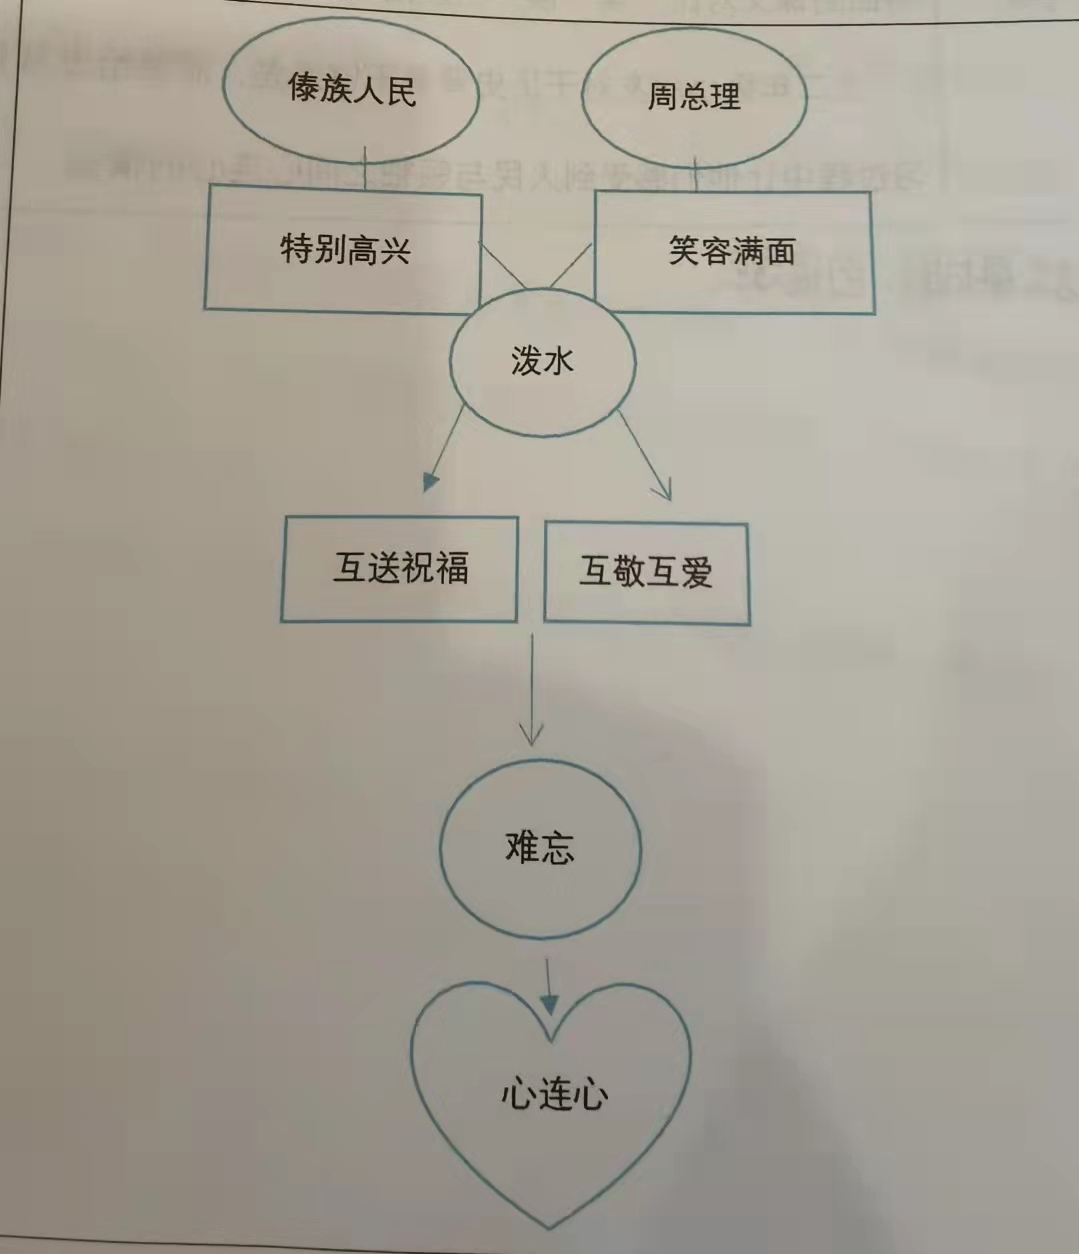 傣族人民
周总理
特别高兴
笑容满面
泼水
互送祝福
互敬互爱
难忘
心连心